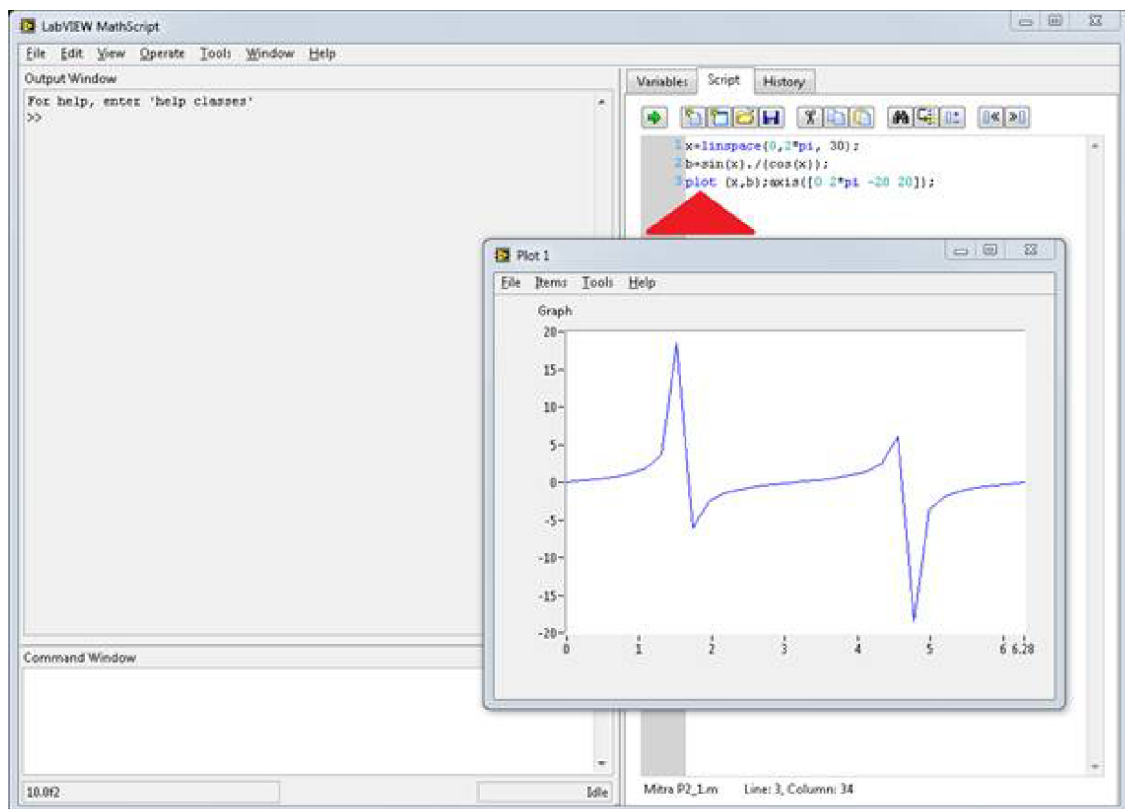 LabVIEW MathScript
File Edit View Operate Tools Window Help
Output Window
For help, enter 'help classes'
>>
Command Window
10.0f2
Idle
Variables Script History
1 x=linspace(0,2*pi, 30);
2 b=sin(x)./(cos(x));
3 plot (x,b);axis([0 2*pi -20 20]);
Plot 1
File Items Tools Help
Graph
20
15
10
5
0
-5
-10
-15
-20
0 1 2 3 4 5 6 6.28
Mitra P2_1.m Line: 3, Column: 34